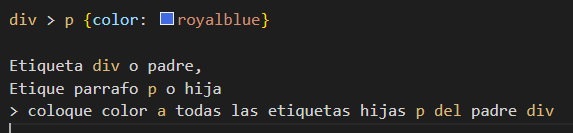 div > p {color: royalblue}
Etiqueta div o padre,
Etique parrafo p o hija
> coloque color a todas las etiquetas hijas p del padre div